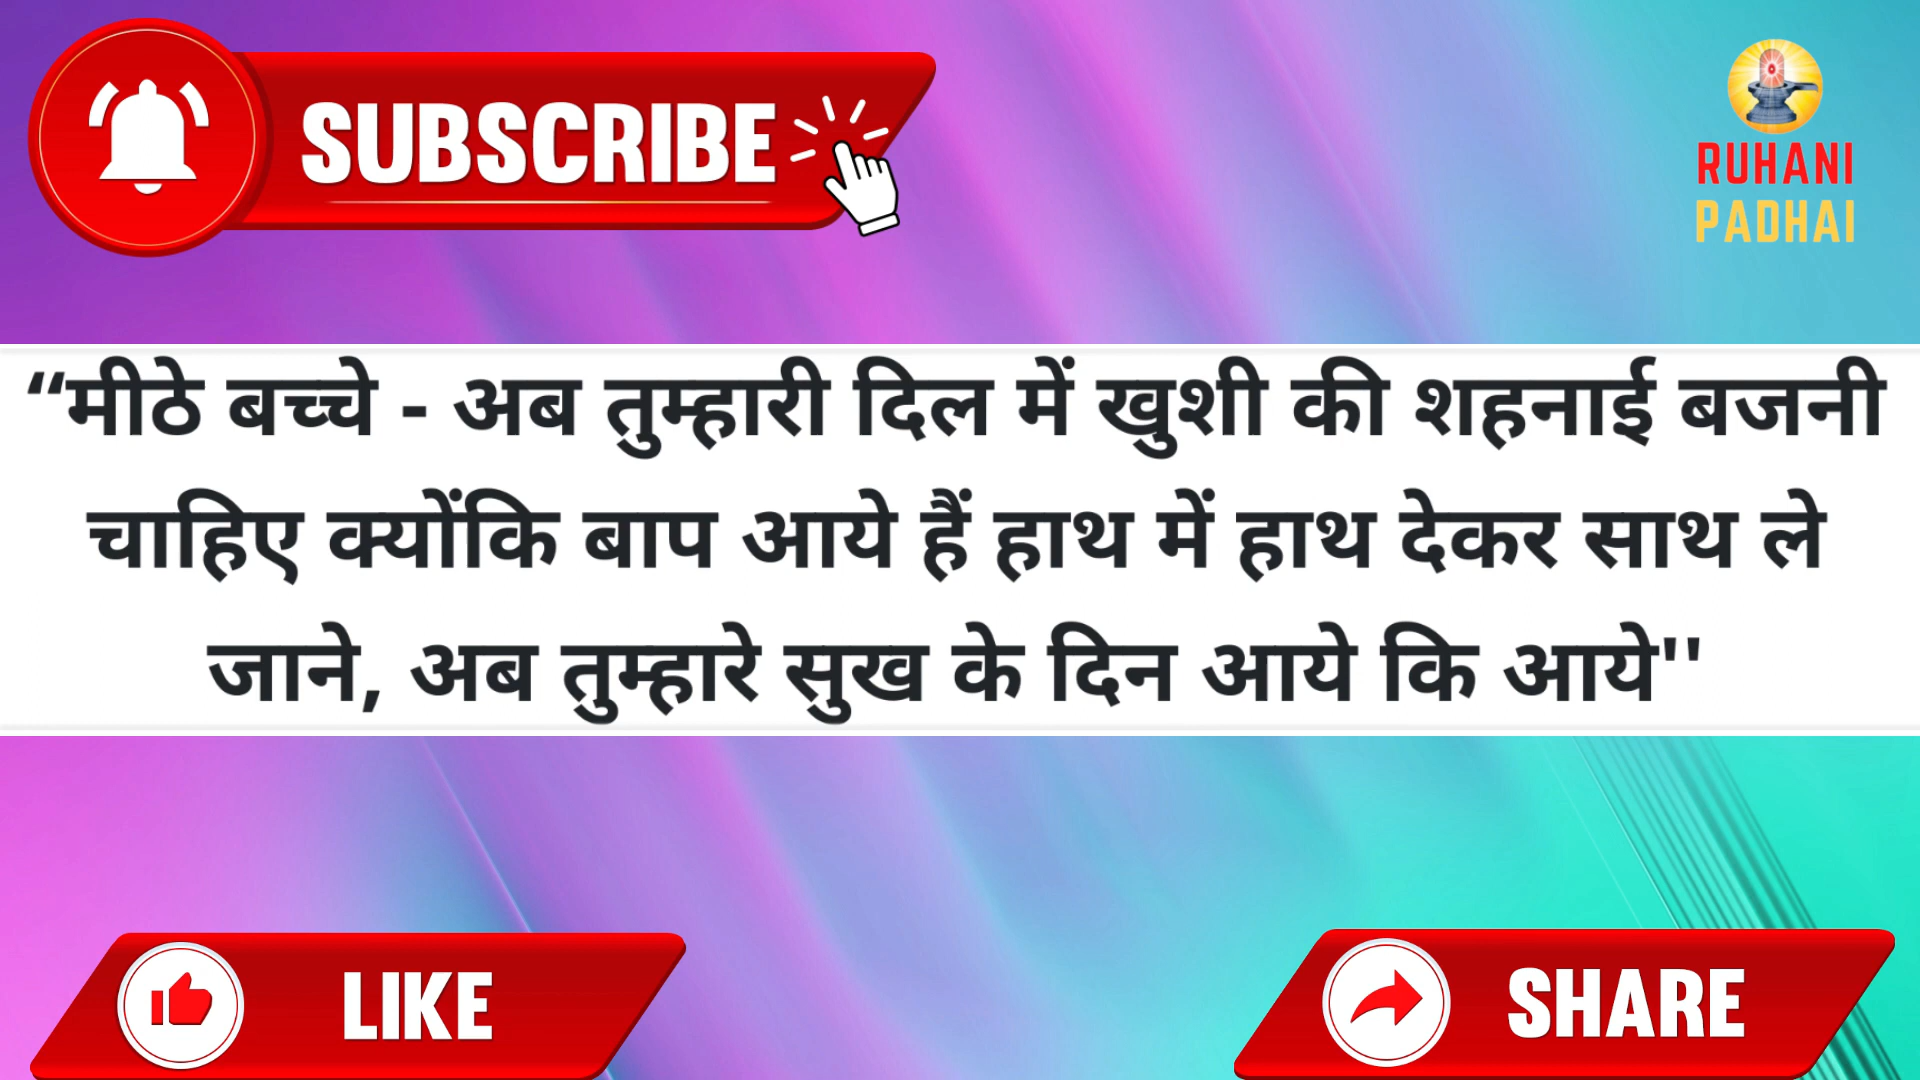 SUBSCRIBE
RUHANI
PADHAI
“मीठे बच्चे - अब तुम्हारी दिल में खुशी की शहनाई बजनी
चाहिए क्योंकि बाप आये हैं हाथ में हाथ देकर साथ ले
जाने, अब तुम्हारे सुख के दिन आये कि आये''
LIKE
SHARE